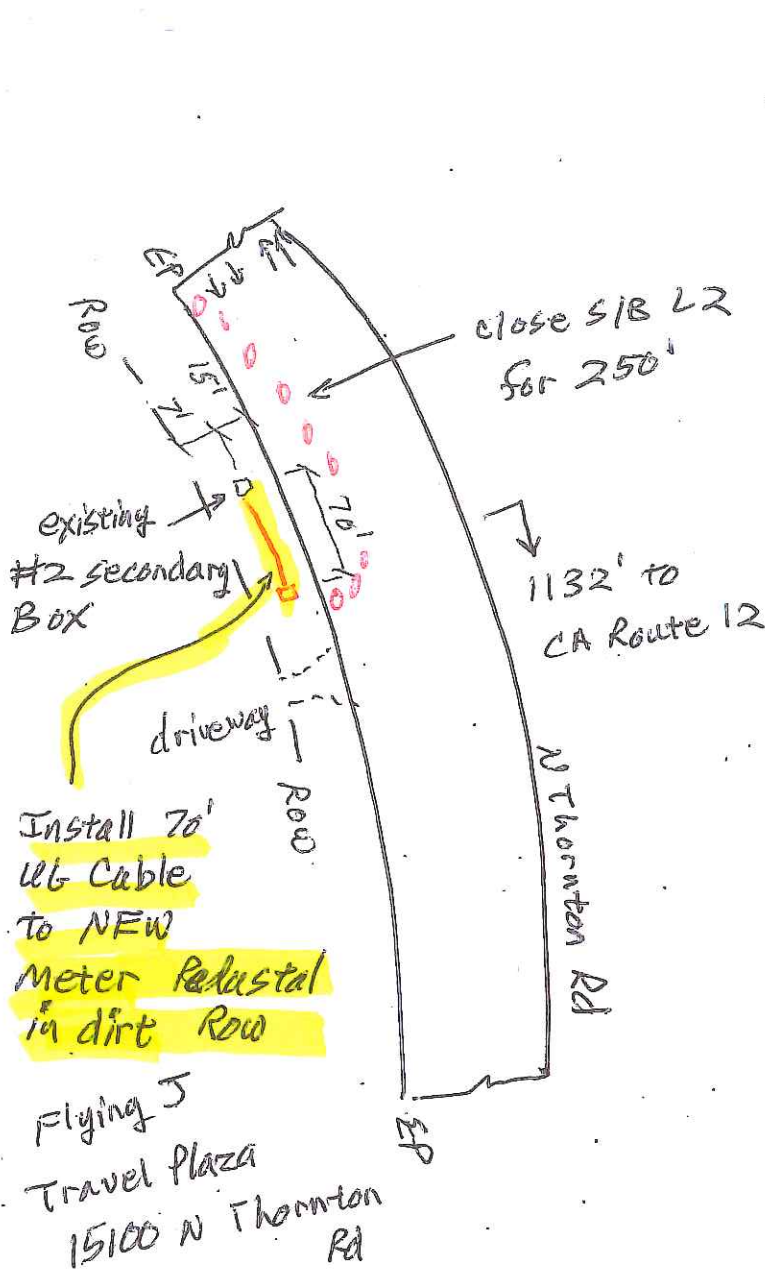 EP
ROW
15'
7'
close S/B L2
for 250'
existing
#2 secondary
Box
70'
1132' to
CA Route 12
driveway
ROW
N Thornton Rd
Install 70'
UG Cable
to NEW
Meter Pedastal
in dirt ROW
EP
Flying J
Travel Plaza
15100 N Thornton
Rd